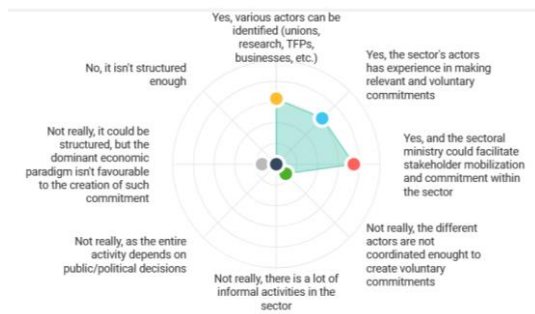 Yes, various actors can be
identified (unions,
research, TFPs,
businesses, etc.)
Yes, the sector's actors
has experience in making
relevant and voluntary
commitments
Yes, and the sectoral
ministry could facilitate
stakeholder mobilization
and commitment within
the sector
Not really, the different
actors are not
coordinated enought to
create voluntary
commitments
Not really, there is a lot of
informal activities in the
sector
Not really, as the entire
activity depends on
public/political decisions
Not really, it could be
structured, but the
dominant economic
paradigm isn't favourable
to the creation of such
commitment
No, it isn't structured
enough